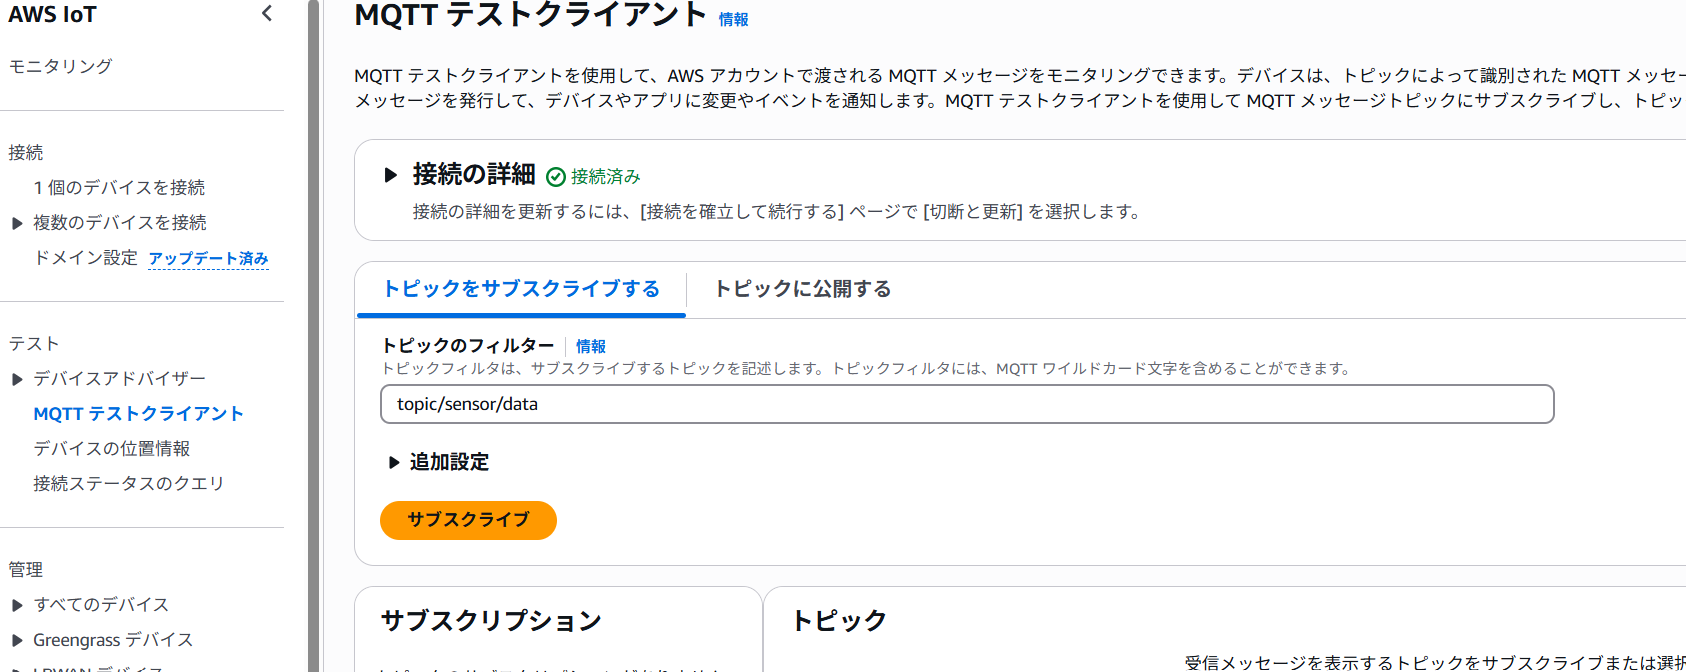 AWS IoT
モニタリング
接続
1 個のデバイスを接続
複数のデバイスを接続
ドメイン設定 アップデート済み
テスト
デバイスアドバイザー
MQTT テストクライアント
デバイスの位置情報
接続ステータスのクエリ
管理
すべてのデバイス
Greengrass デバイス
LPWAN デバイス
MQTT テストクライアント 情報
MQTT テストクライアントを使用して、AWS アカウントで渡される MQTT メッセージをモニタリングできます。デバイスは、トピックによって識別された MQTT メッセー
メッセージを発行して、デバイスやアプリに変更やイベントを通知します。MQTT テストクライアントを使用して MQTT メッセージトピックにサブスクライブし、トピッ
接続の詳細 接続済み
接続の詳細を更新するには、[接続を確立して続行する] ページで [切断と更新] を選択します。
トピックをサブスクライブする トピックに公開する
トピックのフィルター 情報
トピックフィルタは、サブスクライブするトピックを記述します。トピックフィルタには、MQTT ワイルドカード文字を含めることができます。
topic/sensor/data
追加設定
サブスクライブ
サブスクリプション
トピック
受信メッセージを表示するトピックをサブスクライブまたは選択